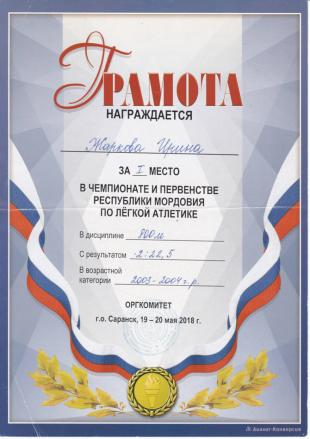 ГРАМОТА
НАГРАЖДАЕТСЯ
Жаркова Ирина
ЗА I МЕСТО
В ЧЕМПИОНАТЕ И ПЕРВЕНСТВЕ
РЕСПУБЛИКИ МОРДОВИЯ
ПО ЛЁГКОЙ АТЛЕТИКЕ
В дисциплине 800м
С результатом 2:22,5
В возрастной
категории 2003-2004 г.р.
ОРГКОМИТЕТ
г.о. Саранск, 19 – 20 мая 2018 г.